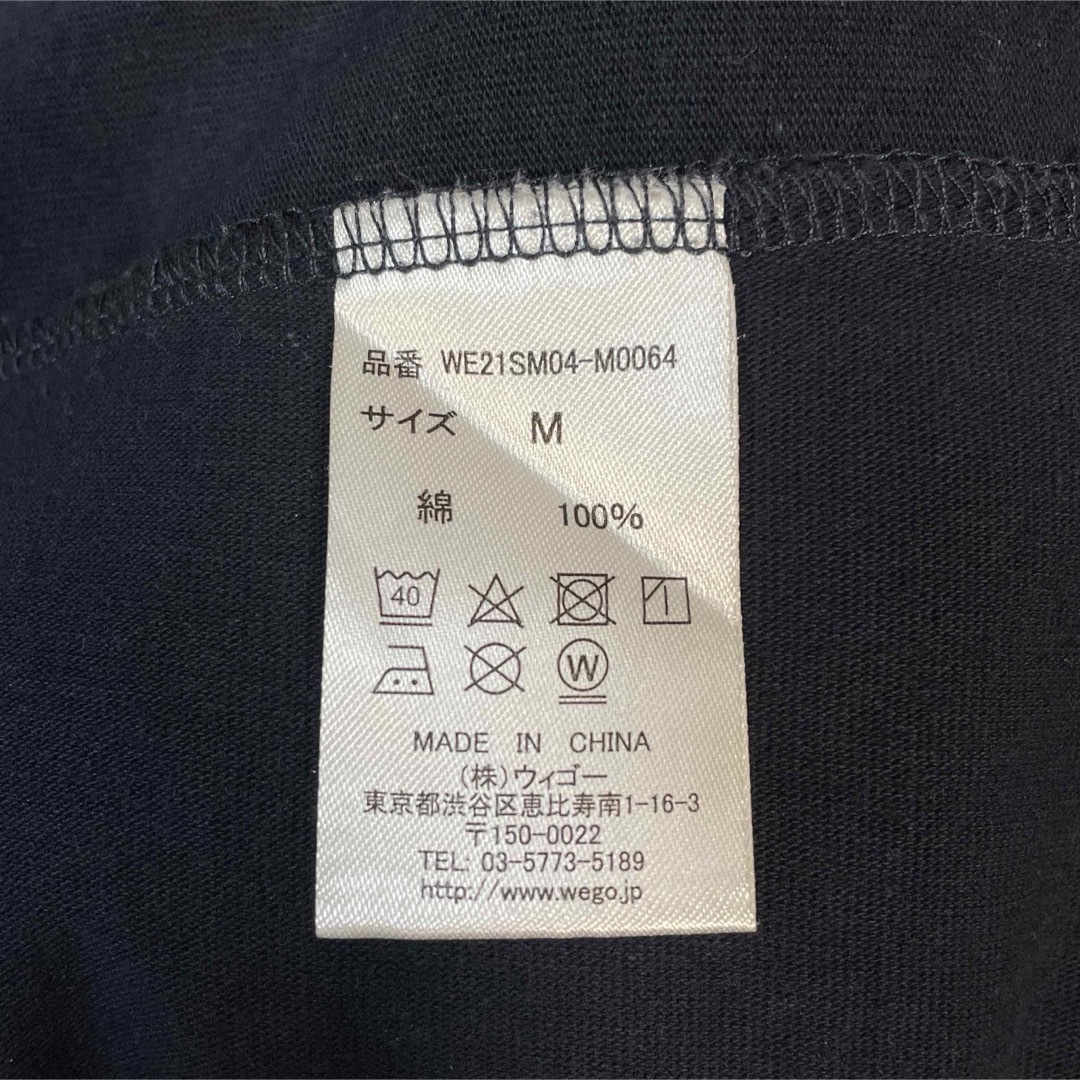 品番 WE21SM04-M0064
サイズ M
綿 100%
40
W
MADE IN CHINA
(株)ウィゴー
東京都渋谷区恵比寿南1-16-3
〒150-0022
TEL: 03-5773-5189
http://www.wego.jp